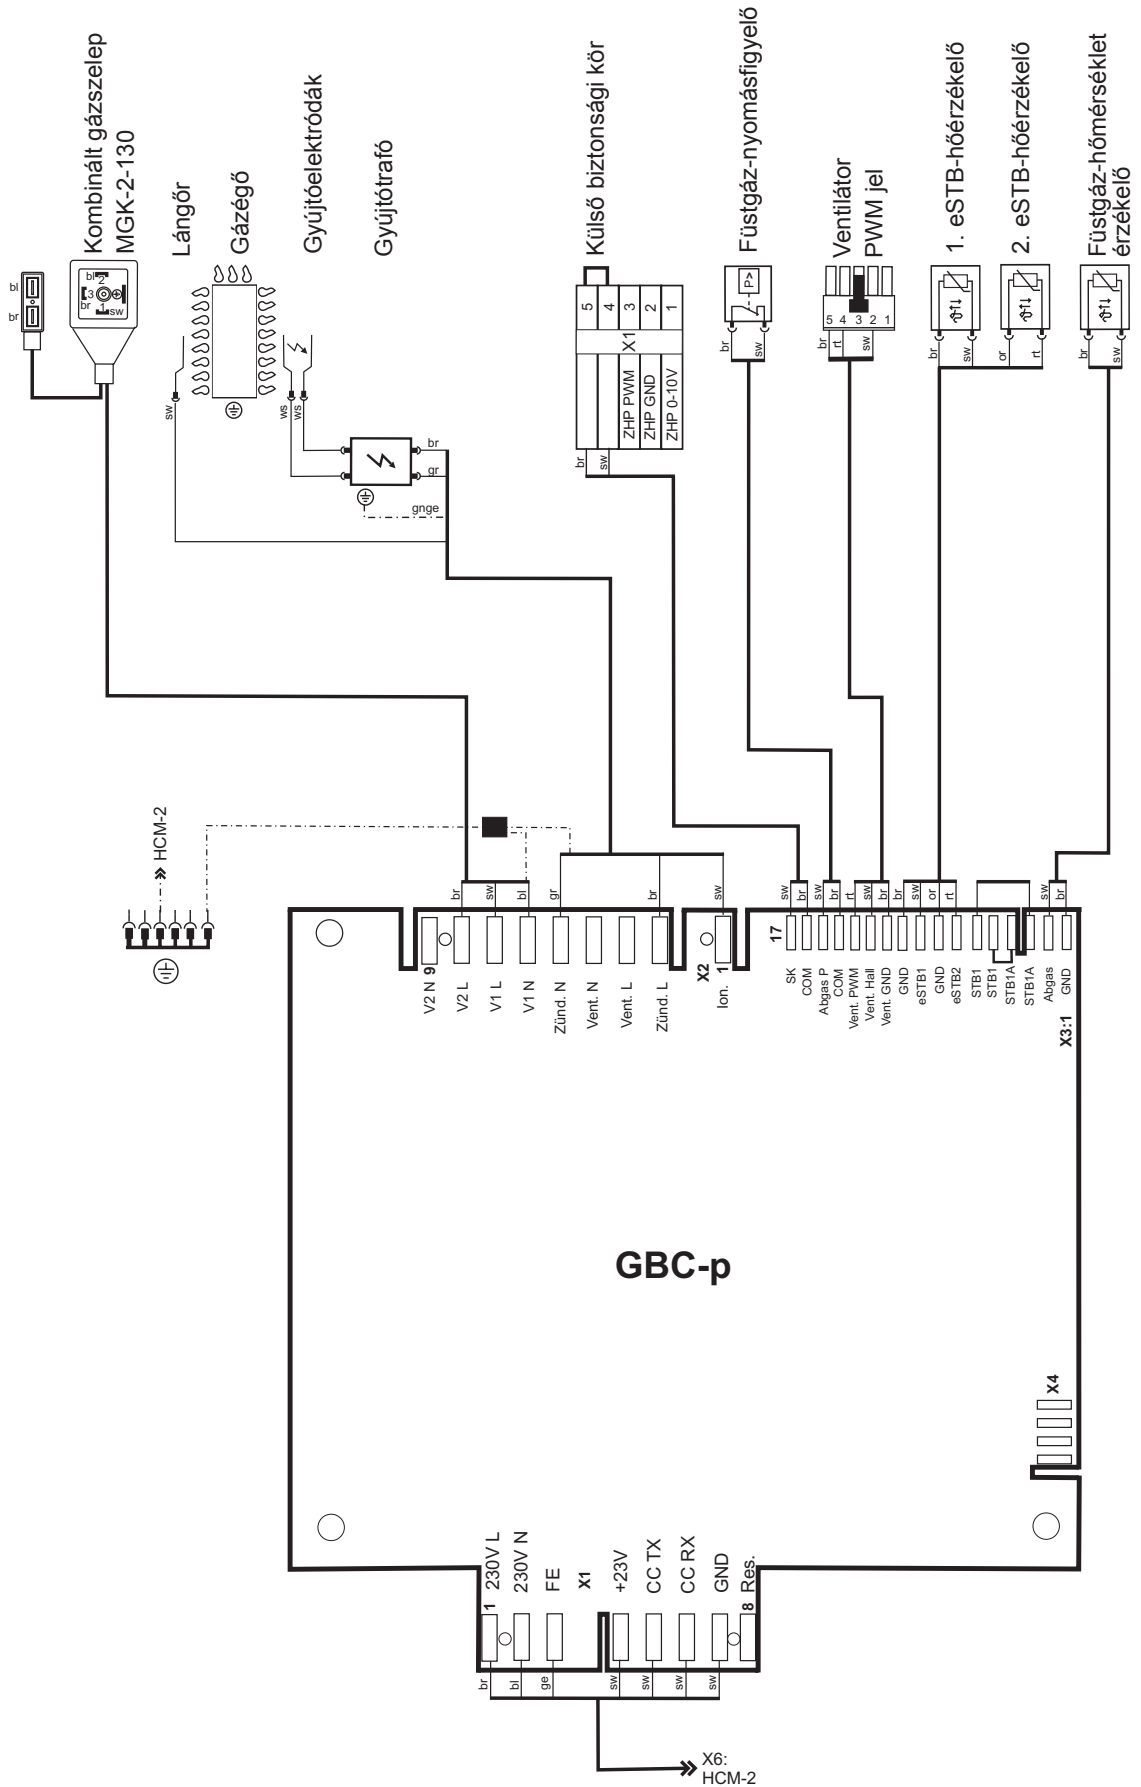 Kombinált gázszelep
MGK-2-130
Lángőr
Gázégő
Gyújtóelektródák
Gyújtótrafó
Külső biztonsági kör
Füstgáz-nyomásfigyelő
Ventilátor
PWM jel
1. eSTB-hőérzékelő
2. eSTB-hőérzékelő
Füstgáz-hőmérséklet
érzékelő
bl
br
bl
2
3
br
1
sw
sw
ws
ws
br
gr
gnge
5
4
3
2
1
X1
ZHP PWM
ZHP GND
ZHP 0-10V
br
sw
P>
br
sw
5
4
3
2
1
br
rt
sw
br
sw
or
rt
br
sw
HCM-2
br
sw
bl
gr
br
sw
sw
br
sw
br
rt
sw
br
br
sw
or
rt
sw
br
V2 N
9
V2 L
V1 L
V1 N
Zünd. N
Vent. N
Vent. L
Zünd. L
X2
Ion.
1
17
SK
COM
Abgas P
COM
Vent. PWM
Vent. Hall
Vent. GND
GND
eSTB1
GND
eSTB2
STB1
STB1
STB1A
STB1A
Abgas
GND
X3:1
GBC-p
X4
1
230V L
230V N
FE
X1
+23V
CC TX
CC RX
GND
8
Res.
br
bl
ge
sw
sw
sw
sw
X6:
HCM-2